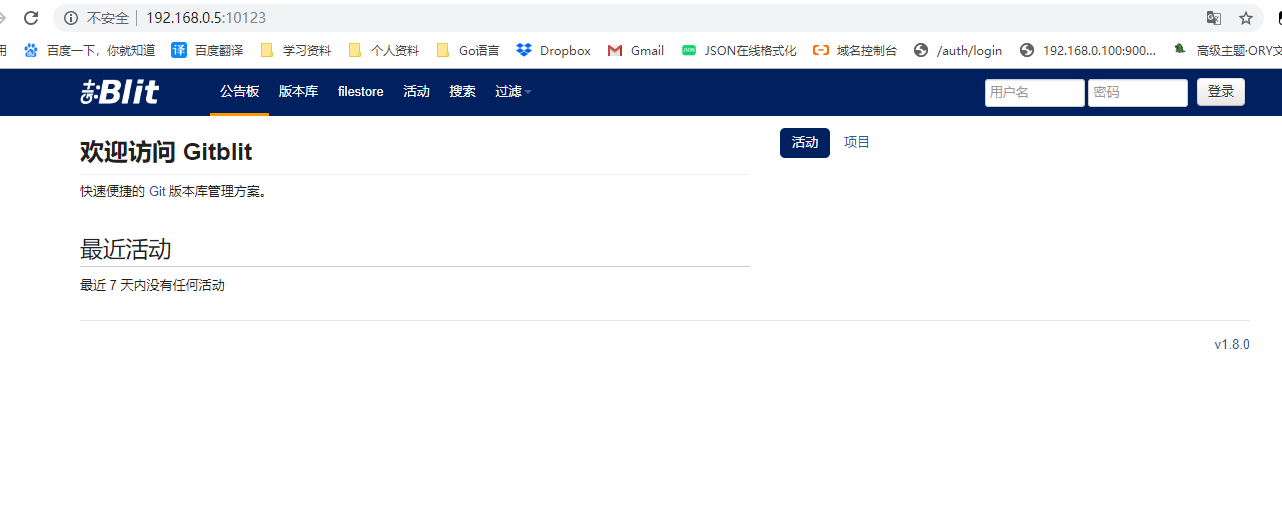 不安全 192.168.0.5:10123
用 百度一下，你就知道 译 百度翻译 学习资料 个人资料 Go语言 Dropbox Gmail JSON在线格式化 域名控制台 /auth/login 192.168.0.100:900... 高级主题·ORY文
Blit 公告板 版本库 filestore 活动 搜索 过滤 用户名 密码 登录
欢迎访问 Gitblit
活动 项目
快速便捷的 Git 版本库管理方案。
最近活动
最近 7 天内没有任何活动
v1.8.0